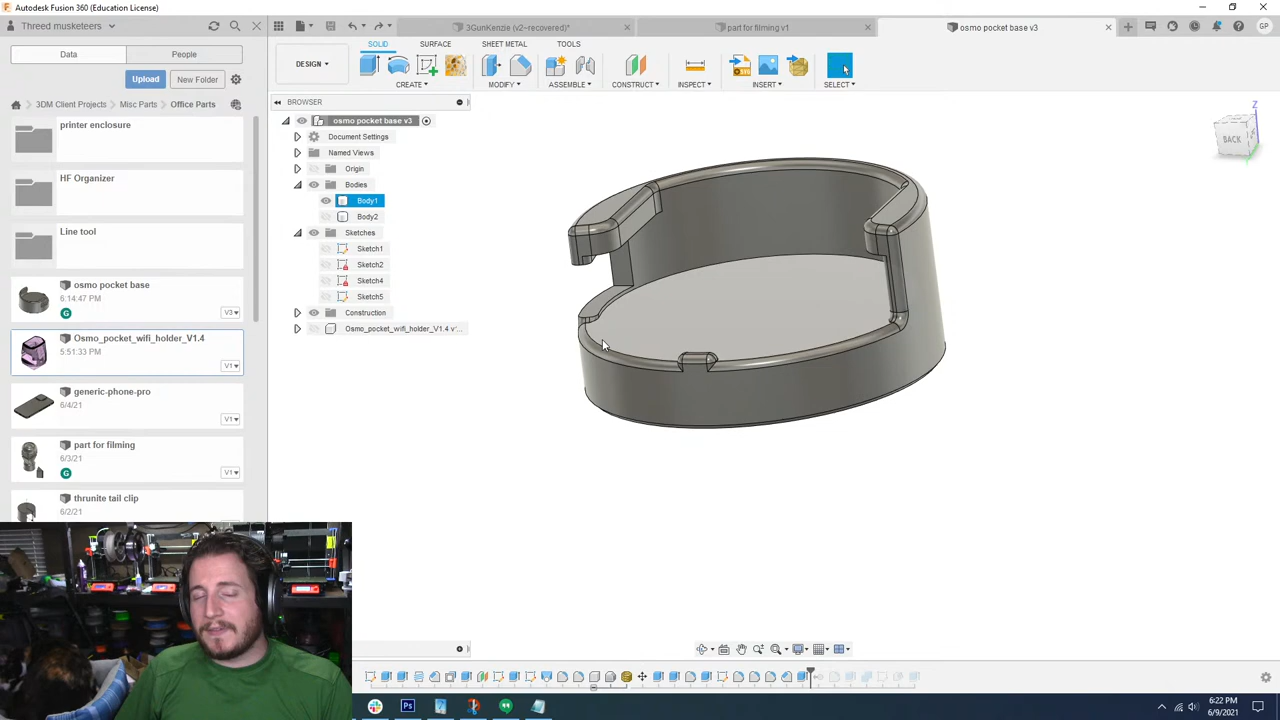 Autodesk Fusion 360 (Education License)
Threed musketeers
3GunKenzie (v2~recovered)*
part for filming v1
osmo pocket base v3
GP
Data
People
Upload
New Folder
3DM Client Projects
Misc Parts
Office Parts
DESIGN
SOLID
SURFACE
SHEET METAL
TOOLS
CREATE
MODIFY
ASSEMBLE
CONSTRUCT
INSPECT
INSERT
SELECT
BROWSER
osmo pocket base v3
Document Settings
Named Views
Origin
Bodies
Body1
Body2
Sketches
Sketch1
Sketch2
Sketch4
Sketch5
Construction
Osmo_pocket_wifi_holder_V1.4 v'...
printer enclosure
HF Organizer
Line tool
osmo pocket base
6:14:47 PM
G
V3
Osmo_pocket_wifi_holder_V1.4
5:51:33 PM
V1
generic-phone-pro
6/4/21
V1
part for filming
6/3/21
G
V1
thrunite tail clip
6/2/21
V1
Z
BACK
6:22 PM
6/9/2021